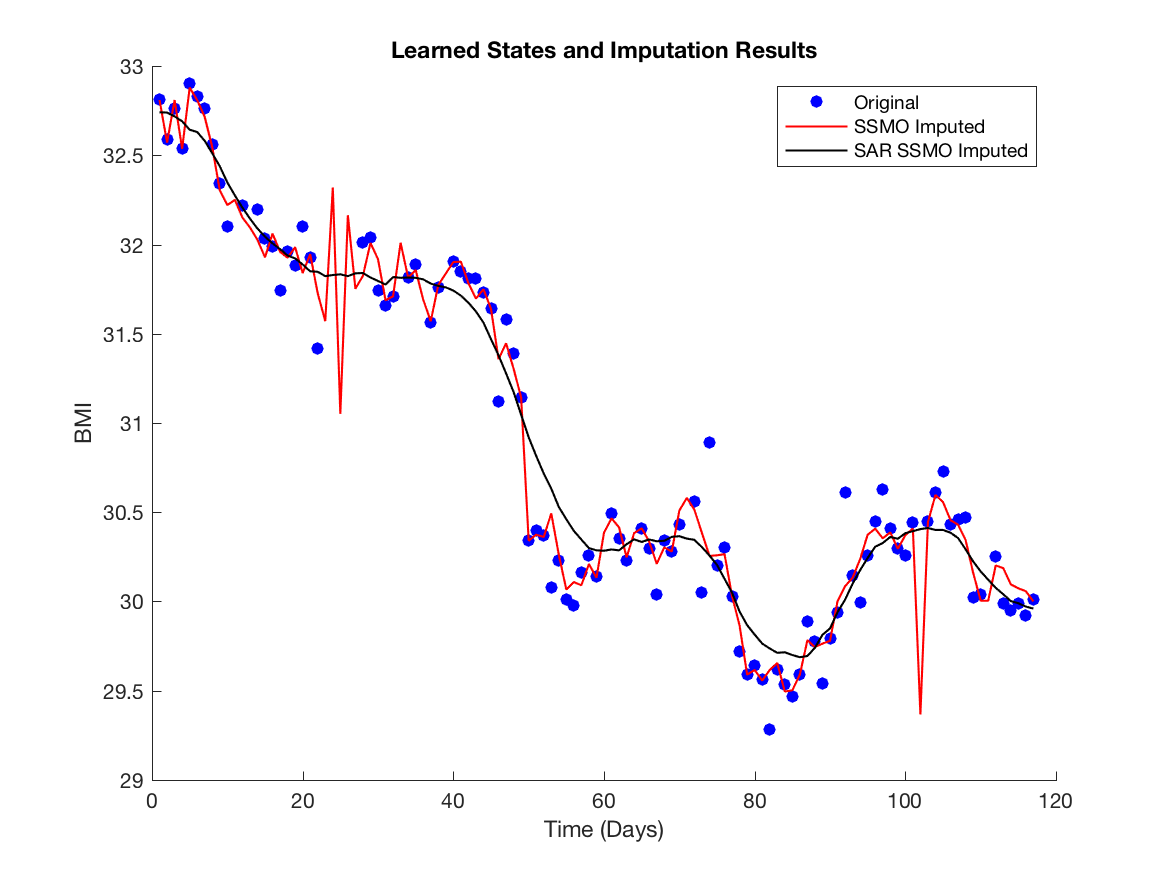 Learned States and Imputation Results
Original
SSMO Imputed
SAR SSMO Imputed
33
32.5
32
31.5
31
30.5
30
29.5
29
BMI
0 20 40 60 80 100 120
Time (Days)